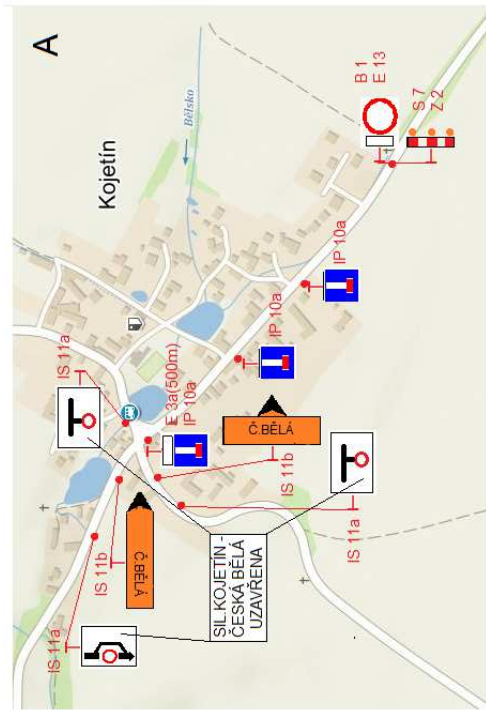 A
Kojetín
Bělsko
B 1
E 13
S 7
Z 2
IP 10a
IP 10a
E 3a(500m)
IP 10a
IS 11a
IS 11a
IS 11b
Č.BĚLÁ
Č.BĚLÁ
IS 11b
IS 11a
SIL.KOJETÍN -
ČESKÁ BĚLÁ
UZAVŘENA